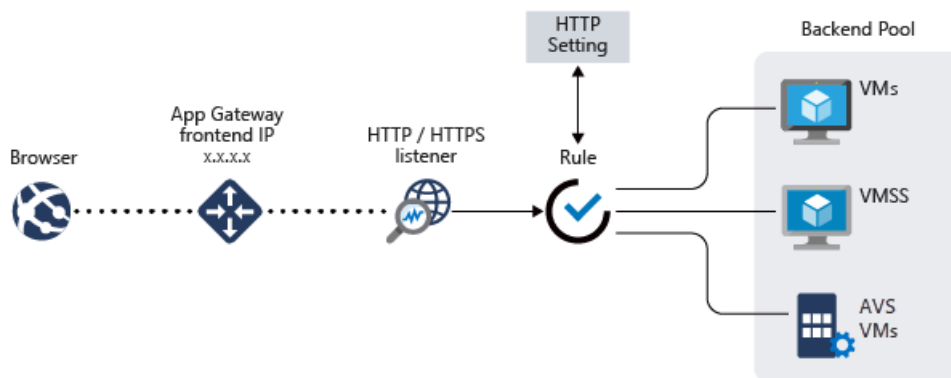 Browser
App Gateway
frontend IP
x.x.x.x
HTTP / HTTPS
listener
HTTP
Setting
Rule
Backend Pool
VMs
VMSS
AVS
VMs